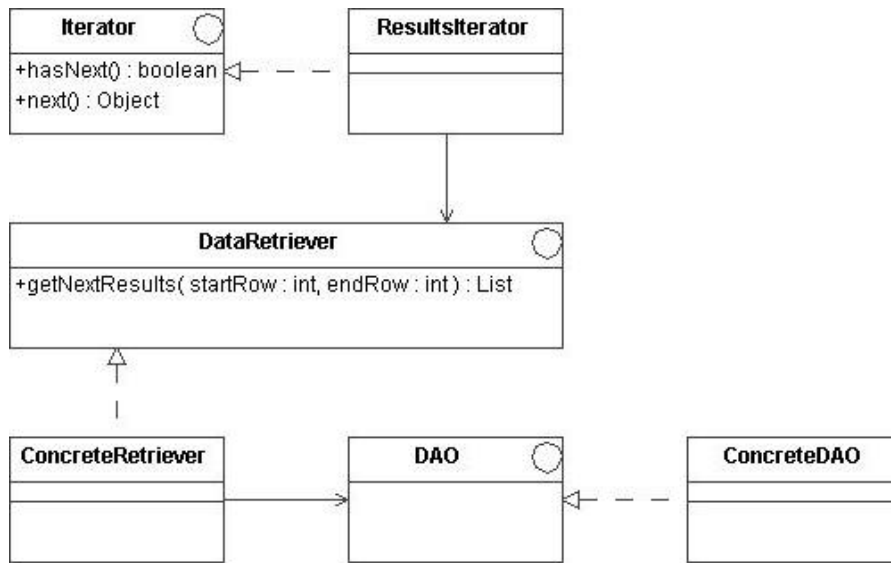 Iterator
+hasNext() : boolean
+next() : Object
ResultsIterator
DataRetriever
+getNextResults( startRow : int, endRow : int ) : List
ConcreteRetriever
DAO
ConcreteDAO